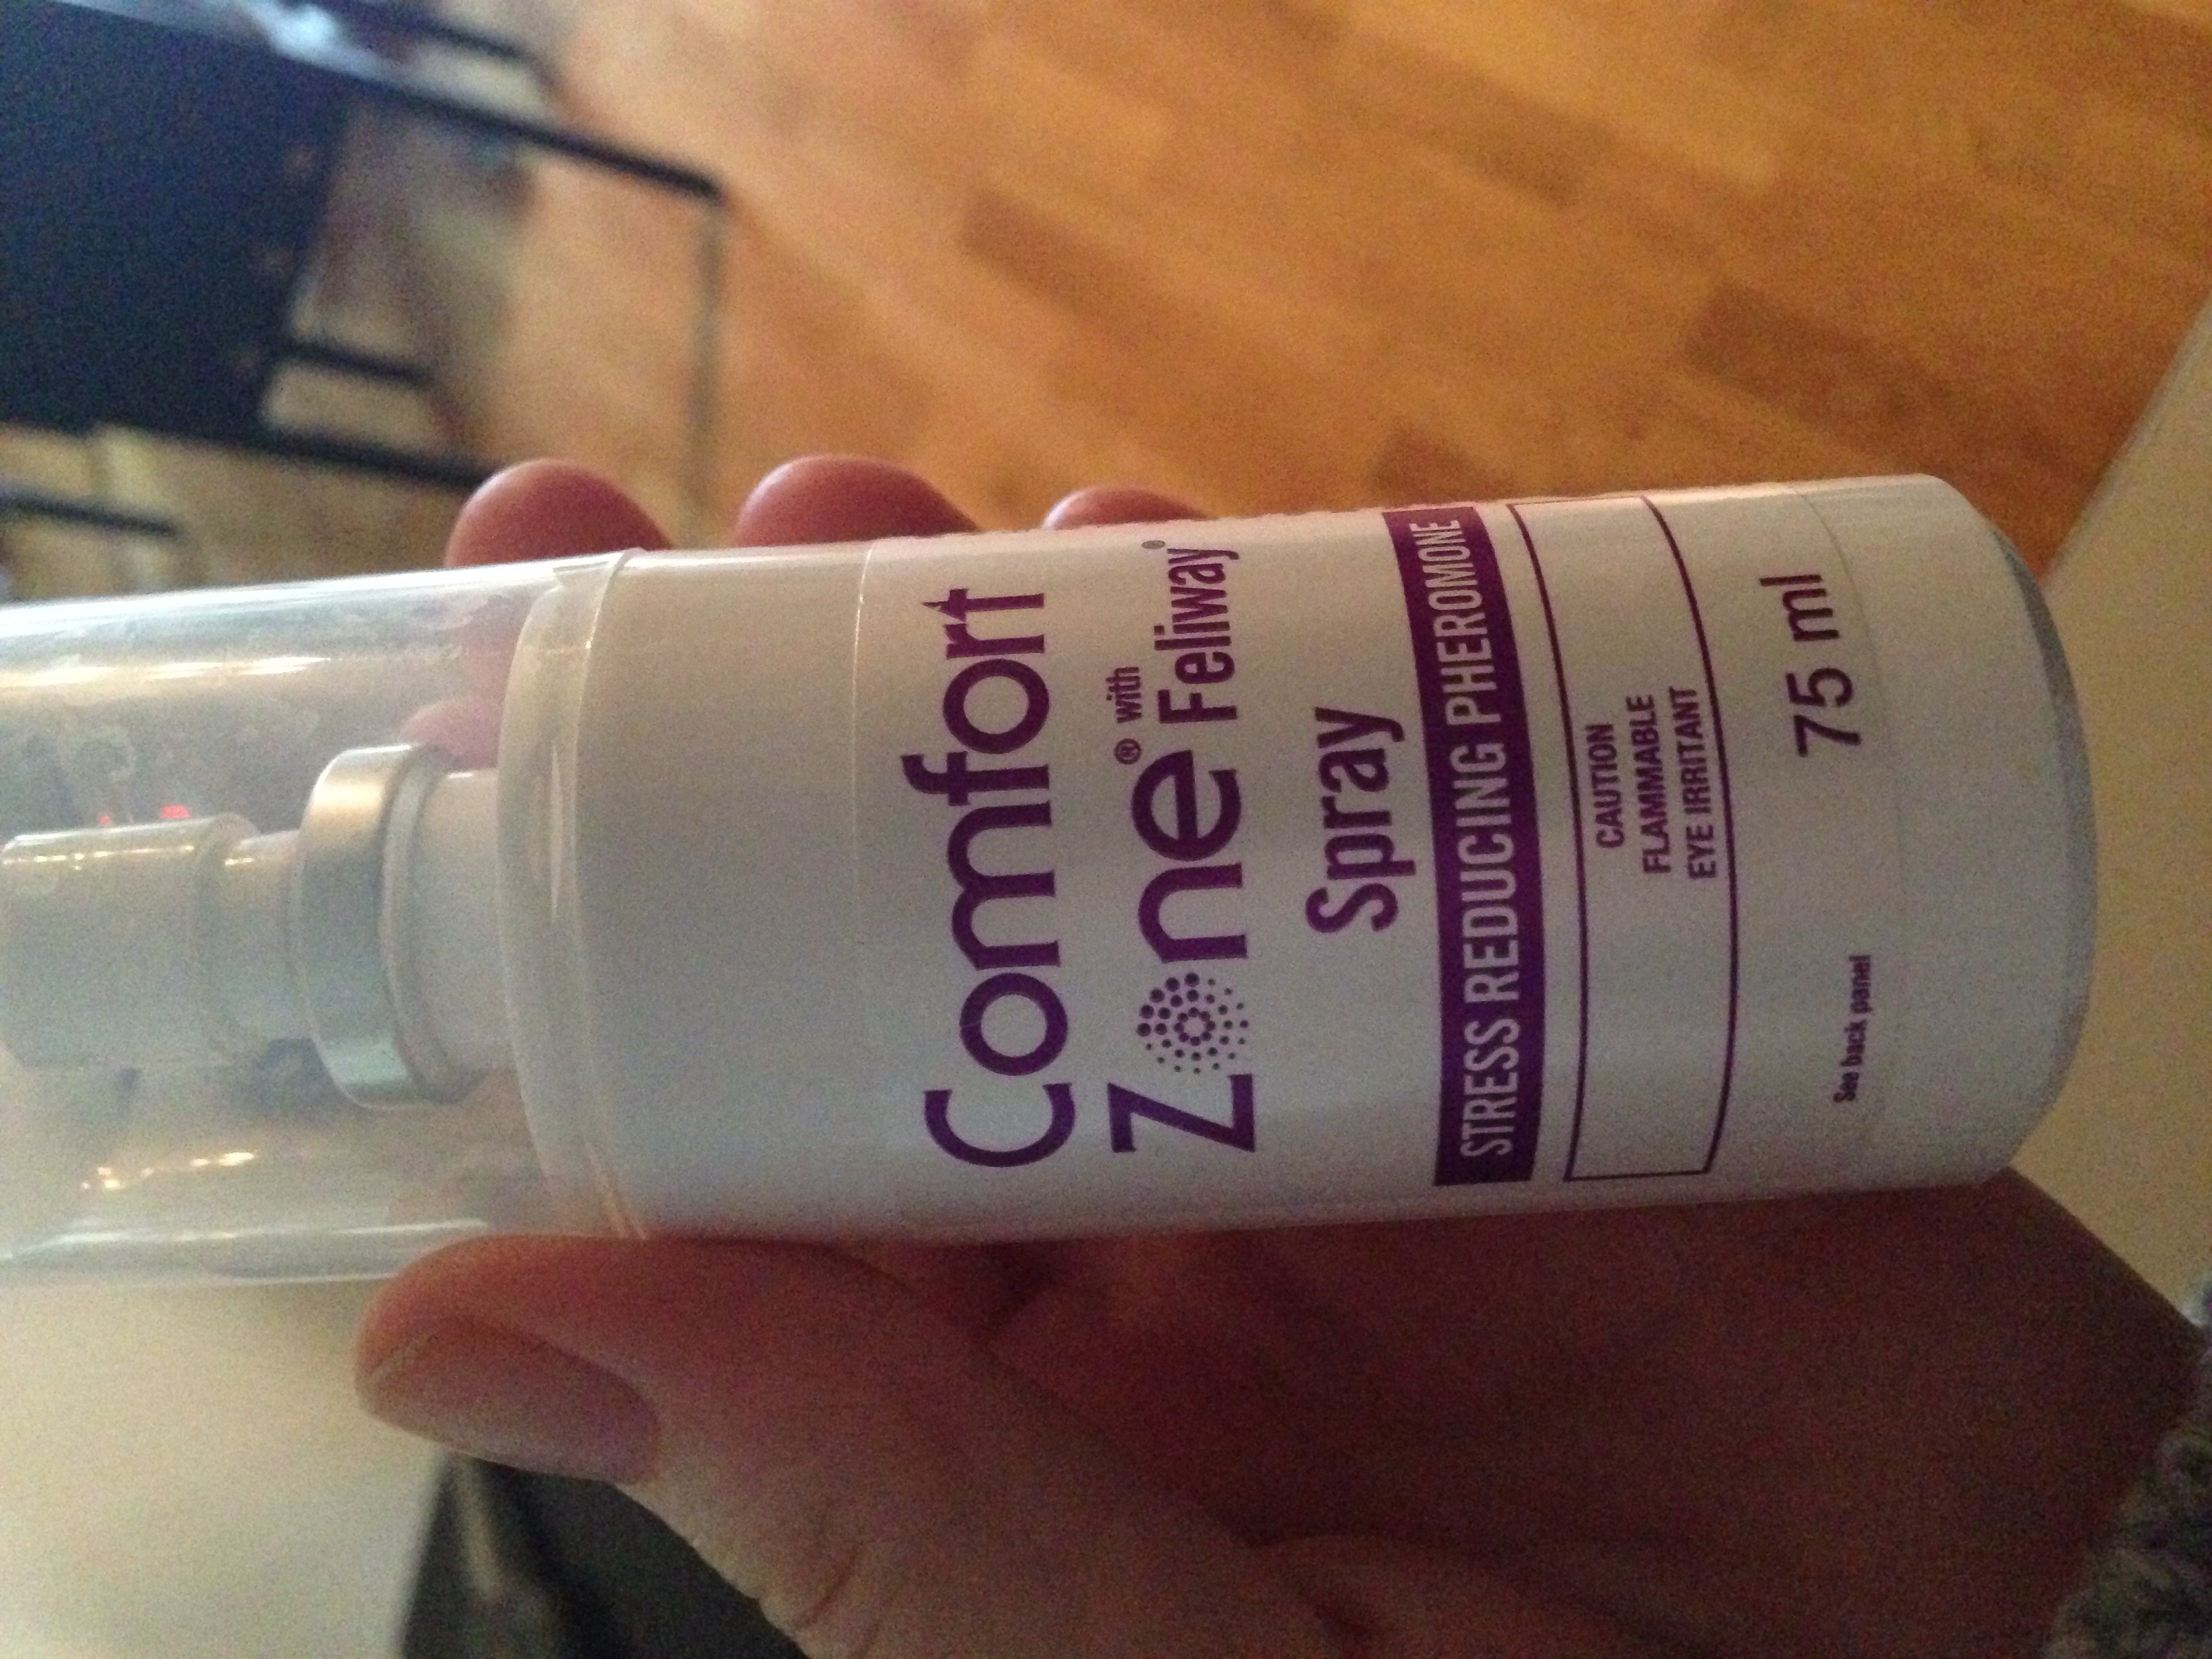 Comfort
Zone® with Feliway®
Spray
STRESS REDUCING PHEROMONE
CAUTION
FLAMMABLE
EYE IRRITANT
75 ml
See back panel